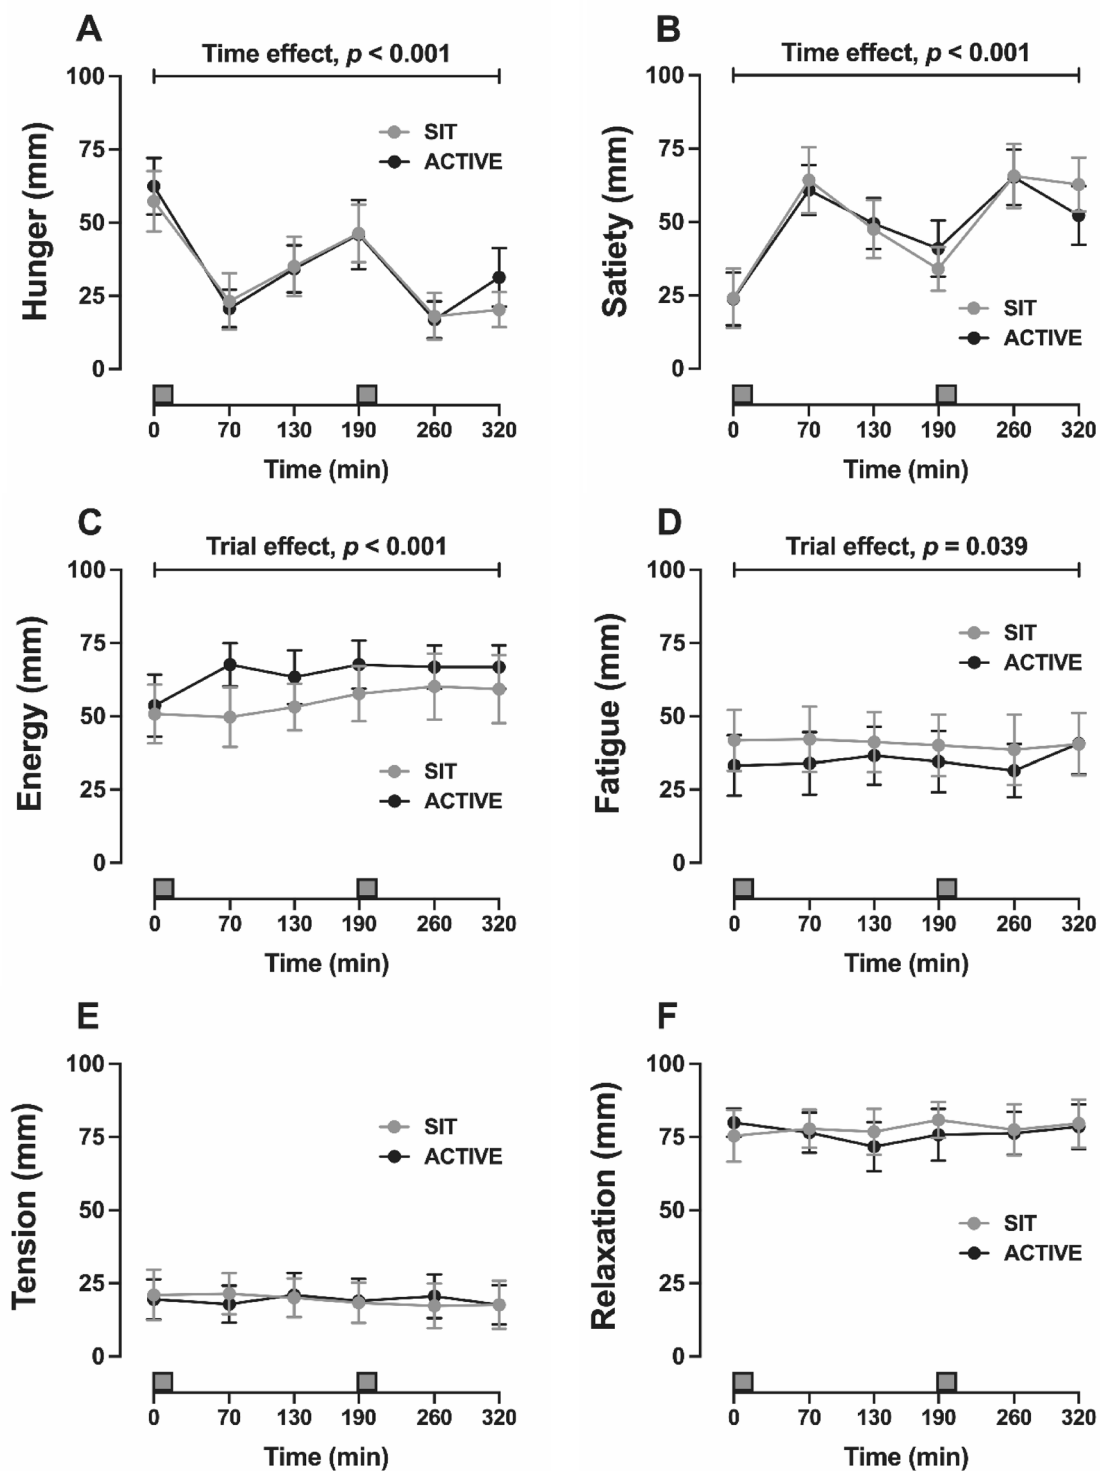 A
Time effect, p < 0.001
Hunger (mm)
100
75
50
25
0
SIT
ACTIVE
0 70 130 190 260 320
Time (min)
B
Time effect, p < 0.001
Satiety (mm)
100
75
50
25
0
SIT
ACTIVE
0 70 130 190 260 320
Time (min)
C
Trial effect, p < 0.001
Energy (mm)
100
75
50
25
0
SIT
ACTIVE
0 70 130 190 260 320
Time (min)
D
Trial effect, p = 0.039
Fatigue (mm)
100
75
50
25
0
SIT
ACTIVE
0 70 130 190 260 320
Time (min)
E
Tension (mm)
100
75
50
25
0
SIT
ACTIVE
0 70 130 190 260 320
Time (min)
F
Relaxation (mm)
100
75
50
25
0
SIT
ACTIVE
0 70 130 190 260 320
Time (min)